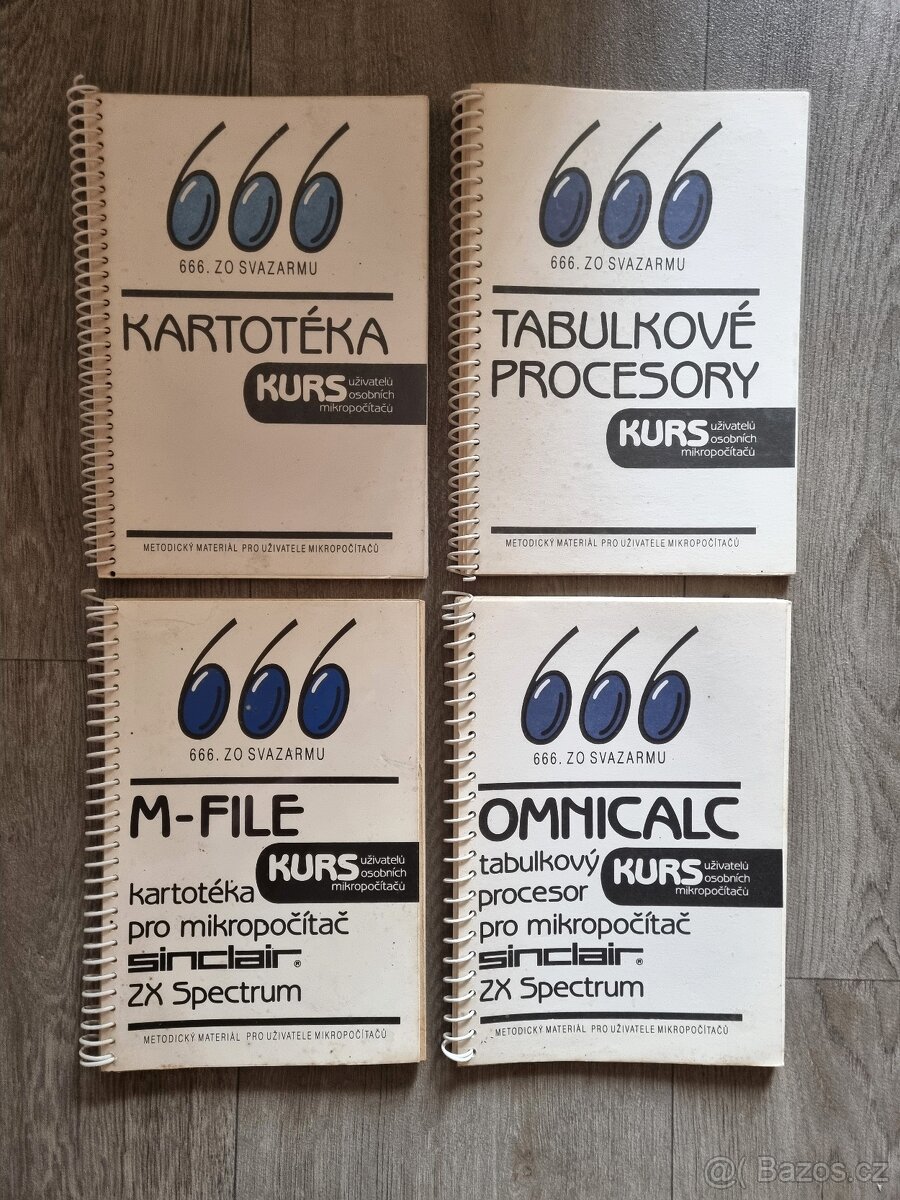 666
666. ZO SVAZARMU
KARTOTÉKA
KURS uživatelů
osobních
mikropočítačů
METODICKÝ MATERIÁL PRO UŽIVATELE MIKROPOČÍTAČŮ
666
666. ZO SVAZARMU
TABULKOVÉ
PROCESORY
KURS uživatelů
osobních
mikropočítačů
METODICKÝ MATERIÁL PRO UŽIVATELE MIKROPOČÍTAČŮ
666
666. ZO SVAZARMU
M-FILE
KURS uživatelů
osobních
mikropočítačů
kartotéka
pro mikropočítač
sinclair®
ZX Spectrum
METODICKÝ MATERIÁL PRO UŽIVATELE MIKROPOČÍTAČŮ
666
666. ZO SVAZARMU
OMNICALC
KURS uživatelů
osobních
mikropočítačů
tabulkový
procesor
pro mikropočítač
sinclair®
ZX Spectrum
METODICKÝ MATERIÁL PRO UŽIVATELE MIKROPOČÍTAČŮ
@( Bazos.cz